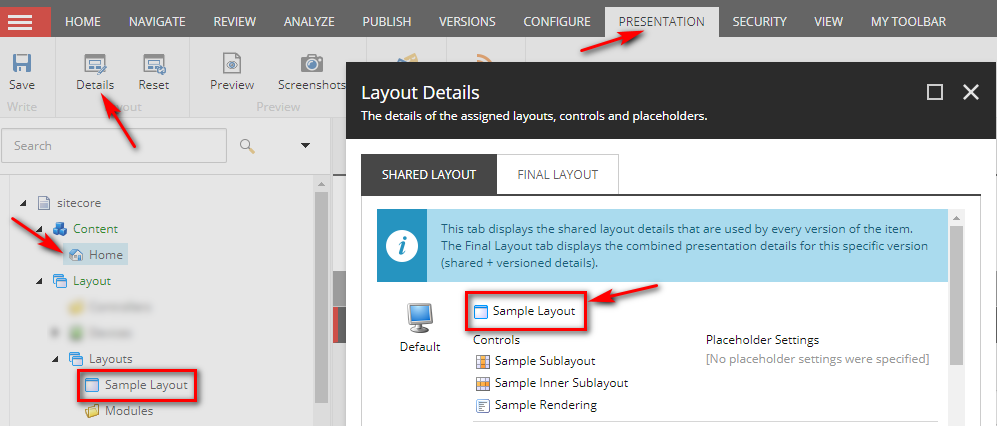 HOME NAVIGATE REVIEW ANALYZE PUBLISH VERSIONS CONFIGURE PRESENTATION SECURITY VIEW MY TOOLBAR
Save Details Reset Preview Screenshots
Write Preview
Search
sitecore
Content
Home
Layout
Layouts
Sample Layout
Modules
Layout Details
The details of the assigned layouts, controls and placeholders.
SHARED LAYOUT FINAL LAYOUT
This tab displays the shared layout details that are used by every version of the item.
The Final Layout tab displays the combined presentation details for this specific version
(shared + versioned details).
Default
Sample Layout
Controls Placeholder Settings
Sample Sublayout [No placeholder settings were specified]
Sample Inner Sublayout
Sample Rendering